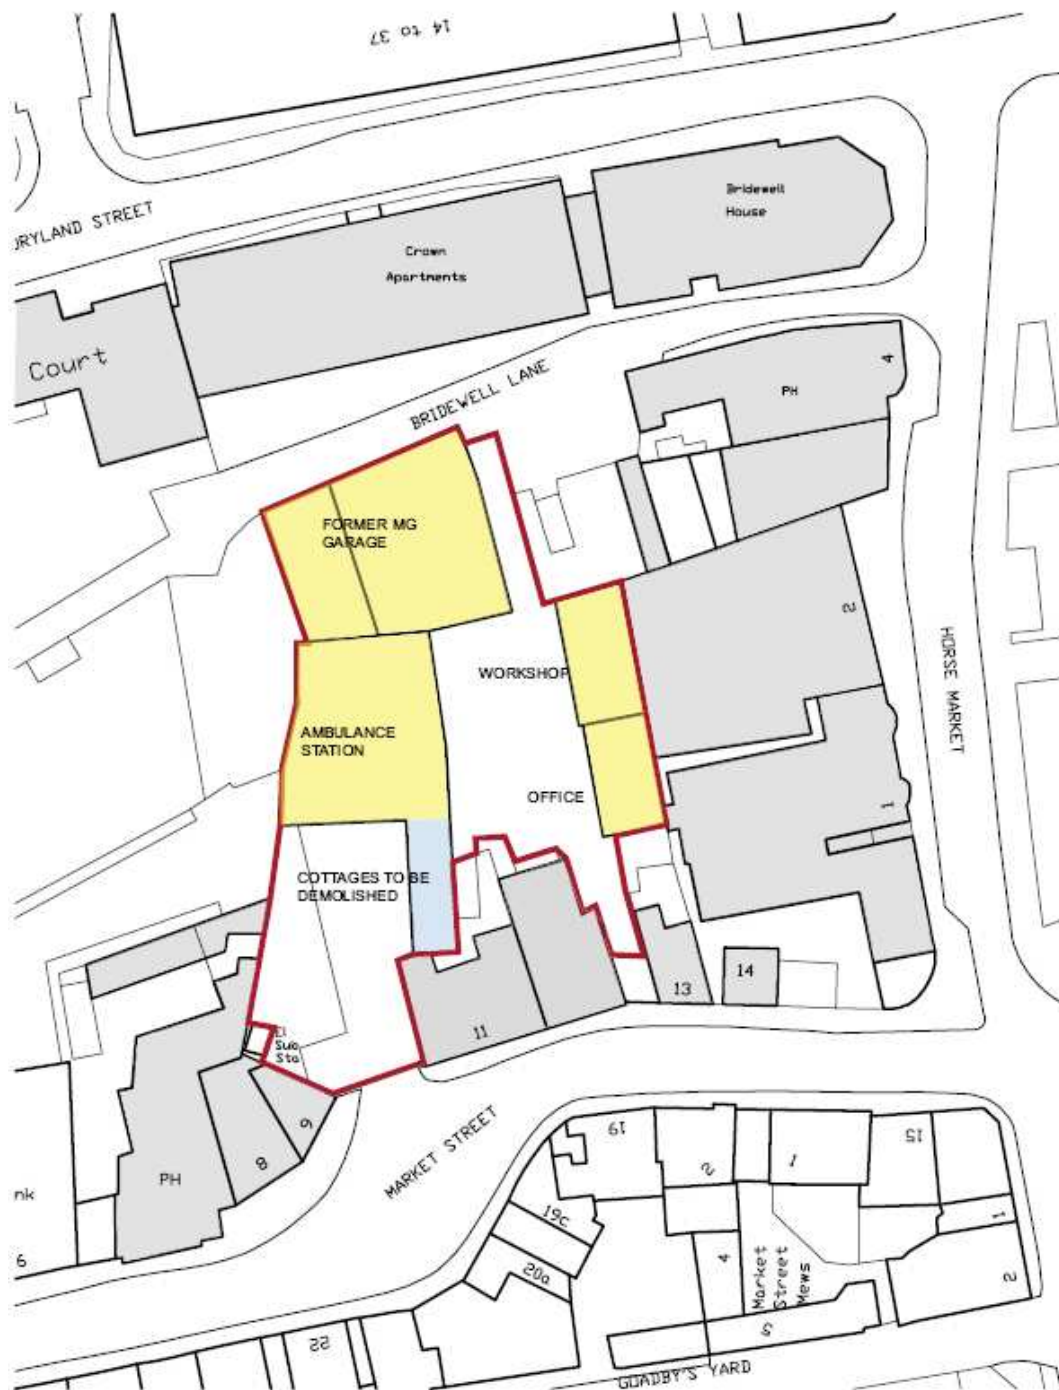 14 to 37
Bridewell
House
DRYLAND STREET
Crown
Apartments
Court
4
PH
BRIDEWELL LANE
FORMER MG
GARAGE
2
HORSE MARKET
WORKSHOP
AMBULANCE
STATION
OFFICE
1
COTTAGES TO BE
DEMOLISHED
14
13
11
El
Sub
Sta
9
8
PH
MARKET STREET
nk
6
19
2
1
15
19c
20a
4
Market
Street
Mews
1
2
5
22
GOADBY'S YARD